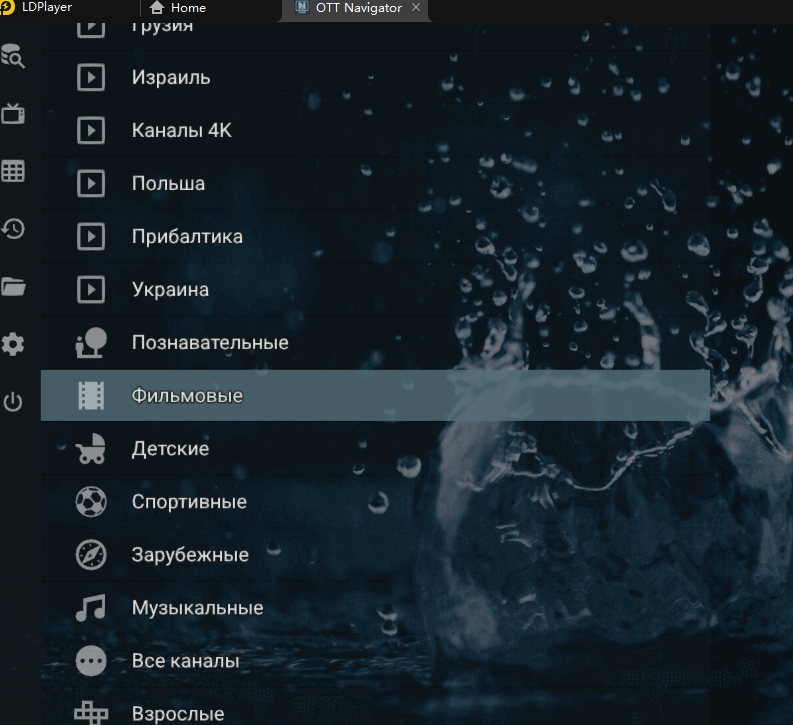 LDPlayer
Home
OTT Navigator
Грузия
Израиль
Каналы 4K
Польша
Прибалтика
Украина
Познавательные
Фильмовые
Детские
Спортивные
Зарубежные
Музыкальные
Все каналы
Взрослые